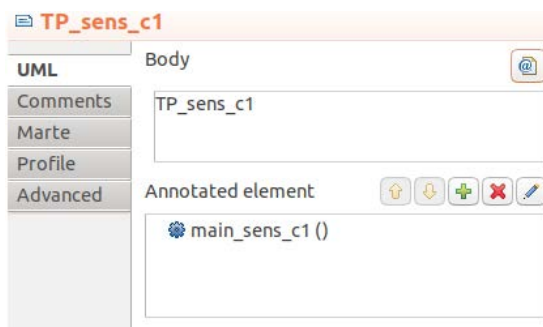 TP_sens_c1
UML
Comments
Marte
Profile
Advanced
Body
TP_sens_c1
Annotated element
main_sens_c1 ()